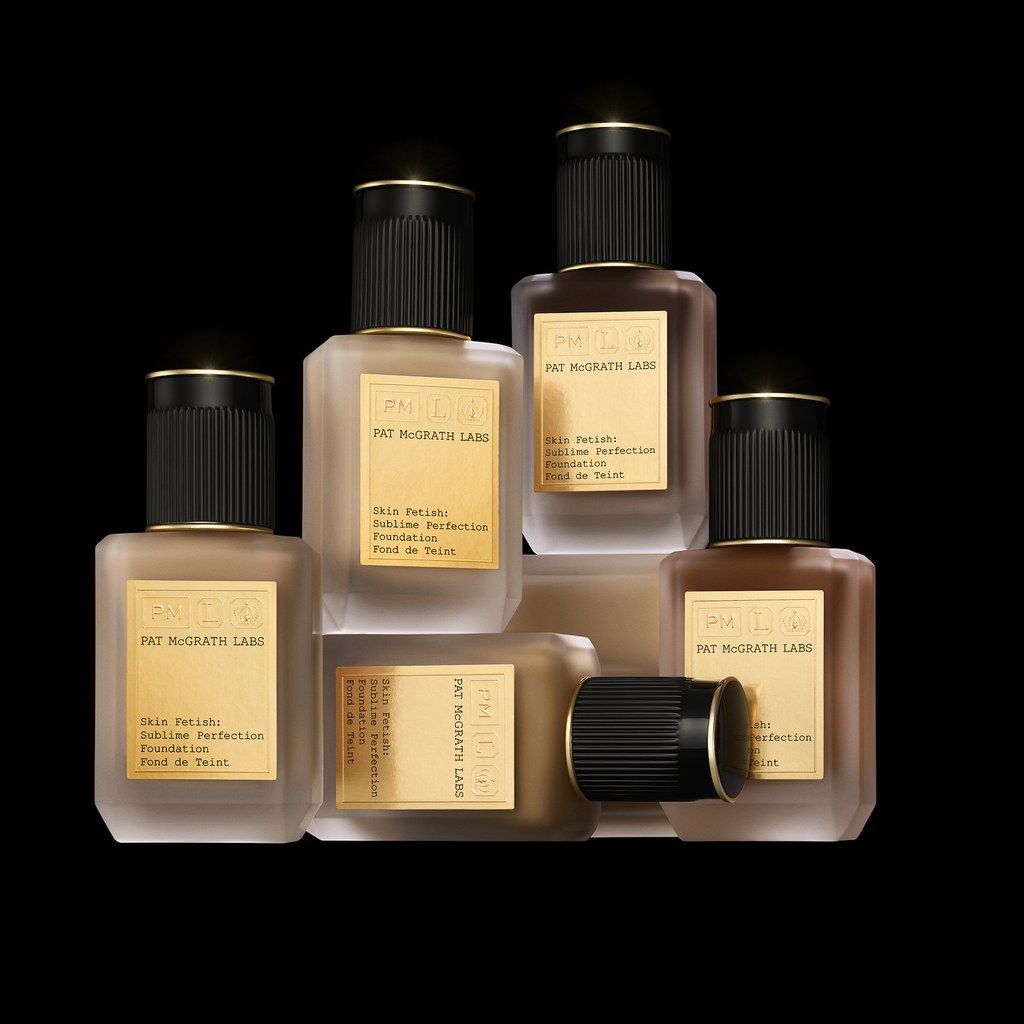 PM L
PAT McGRATH LABS
Skin Fetish:
Sublime Perfection
Foundation
Fond de Teint
PM L
PAT McGRATH LABS
Skin Fetish:
Sublime Perfection
Foundation
Fond de Teint
PM L
PAT McGRATH LABS
Skin Fetish:
Sublime Perfection
Foundation
Fond de Teint
PM L
PAT McGRATH LABS
Skin Fetish:
Sublime Perfection
Foundation
Fond de Teint
PM L
PAT McGRATH LABS
Perfection
Teint